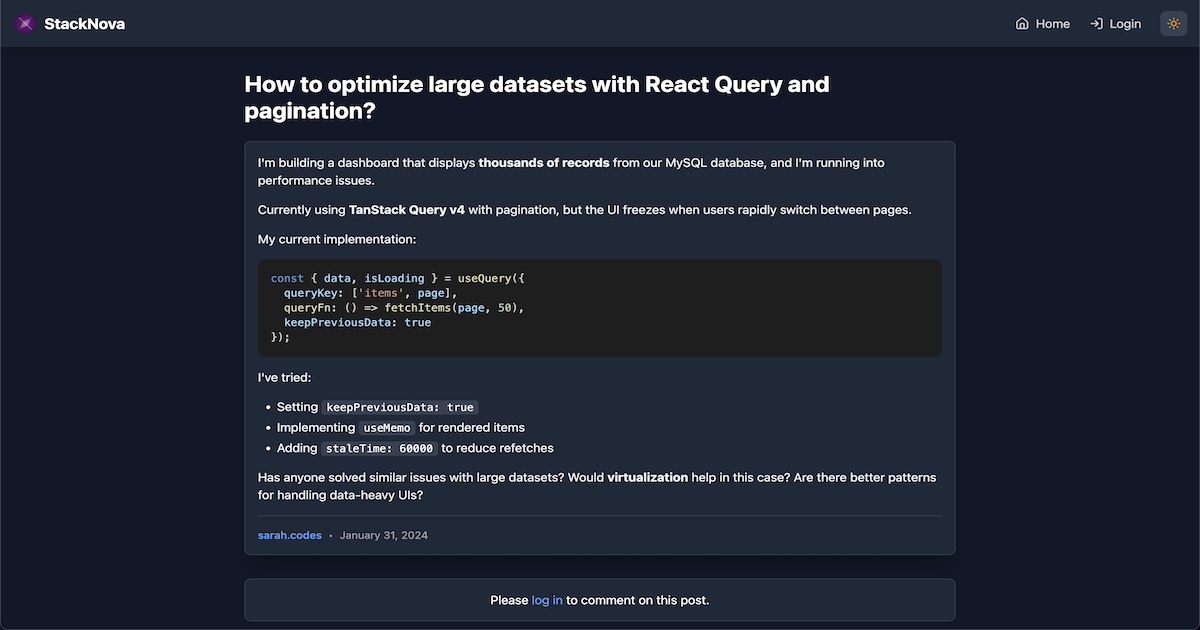 StackNova
Home
Login
How to optimize large datasets with React Query and
pagination?
I'm building a dashboard that displays thousands of records from our MySQL database, and I'm running into
performance issues.
Currently using TanStack Query v4 with pagination, but the UI freezes when users rapidly switch between pages.
My current implementation:
const { data, isLoading } = useQuery({
  queryKey: ['items', page],
  queryFn: () => fetchItems(page, 50),
  keepPreviousData: true
});
I've tried:
• Setting keepPreviousData: true
• Implementing useMemo for rendered items
• Adding staleTime: 60000 to reduce refetches
Has anyone solved similar issues with large datasets? Would virtualization help in this case? Are there better patterns
for handling data-heavy UIs?
sarah.codes • January 31, 2024
Please log in to comment on this post.